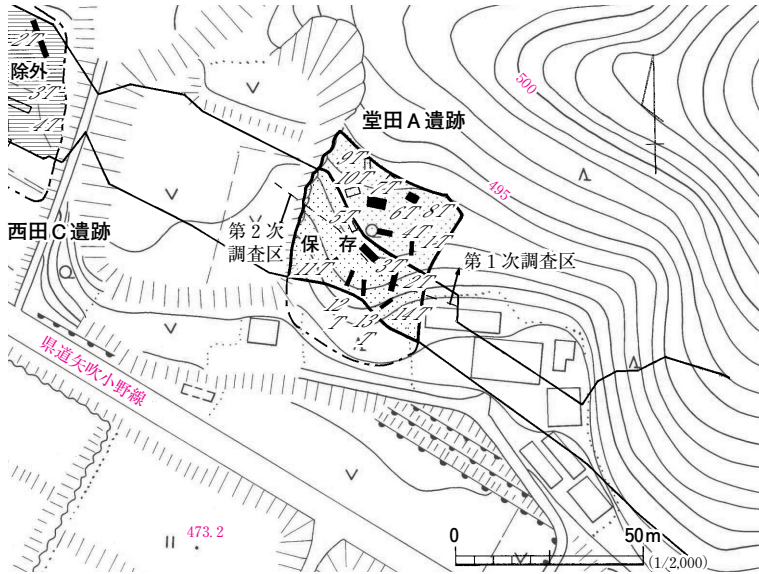 2T
除外
3T
4T
西田C遺跡
県道矢吹小野線
473.2
堂田A遺跡
500
495
9T
10T
7T
6T
8T
5T
4T
1T
第2次
調査区
保存
3T
2T
第1次調査区
11T
12
T
13
T
14T
0 50m
(1/2,000)